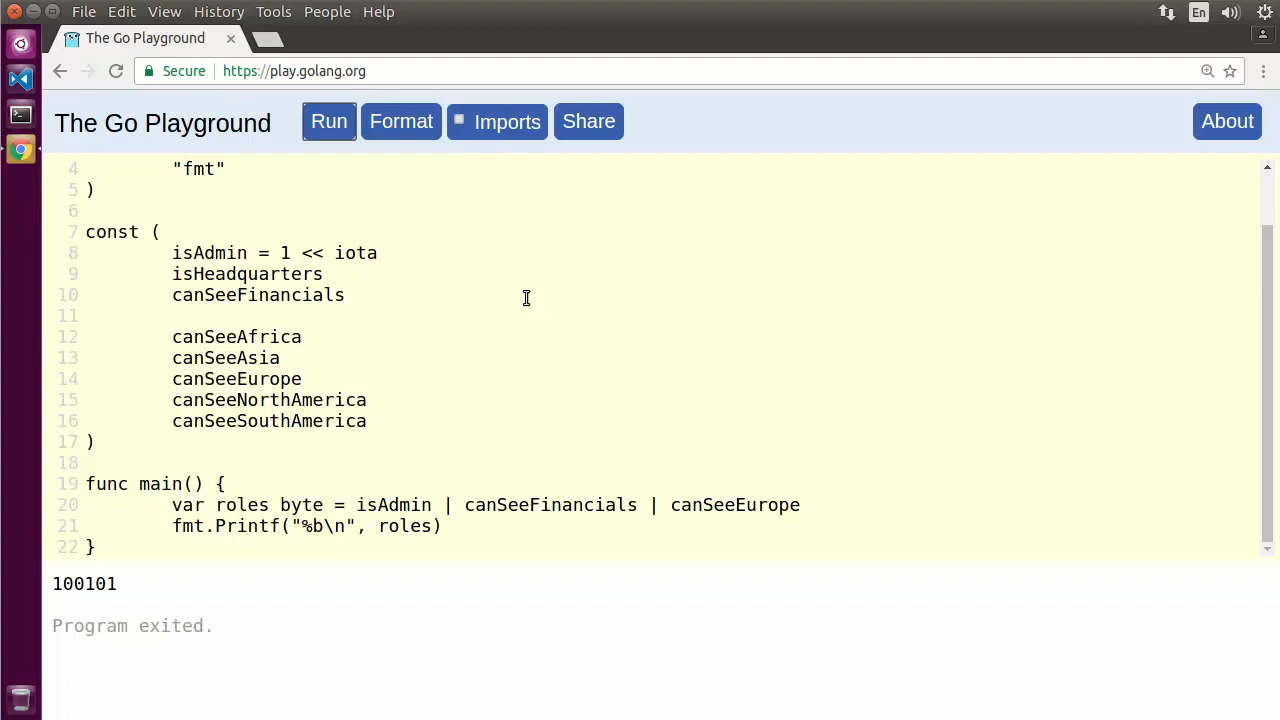 File Edit View History Tools People Help
En
The Go Playground
Secure https://play.golang.org
The Go Playground Run Format Imports Share About
4 "fmt"
5 )
6
7 const (
8 isAdmin = 1 << iota
9 isHeadquarters
10 canSeeFinancials
11
12 canSeeAfrica
13 canSeeAsia
14 canSeeEurope
15 canSeeNorthAmerica
16 canSeeSouthAmerica
17 )
18
19 func main() {
20 var roles byte = isAdmin | canSeeFinancials | canSeeEurope
21 fmt.Printf("%b\n", roles)
22 }
100101
Program exited.